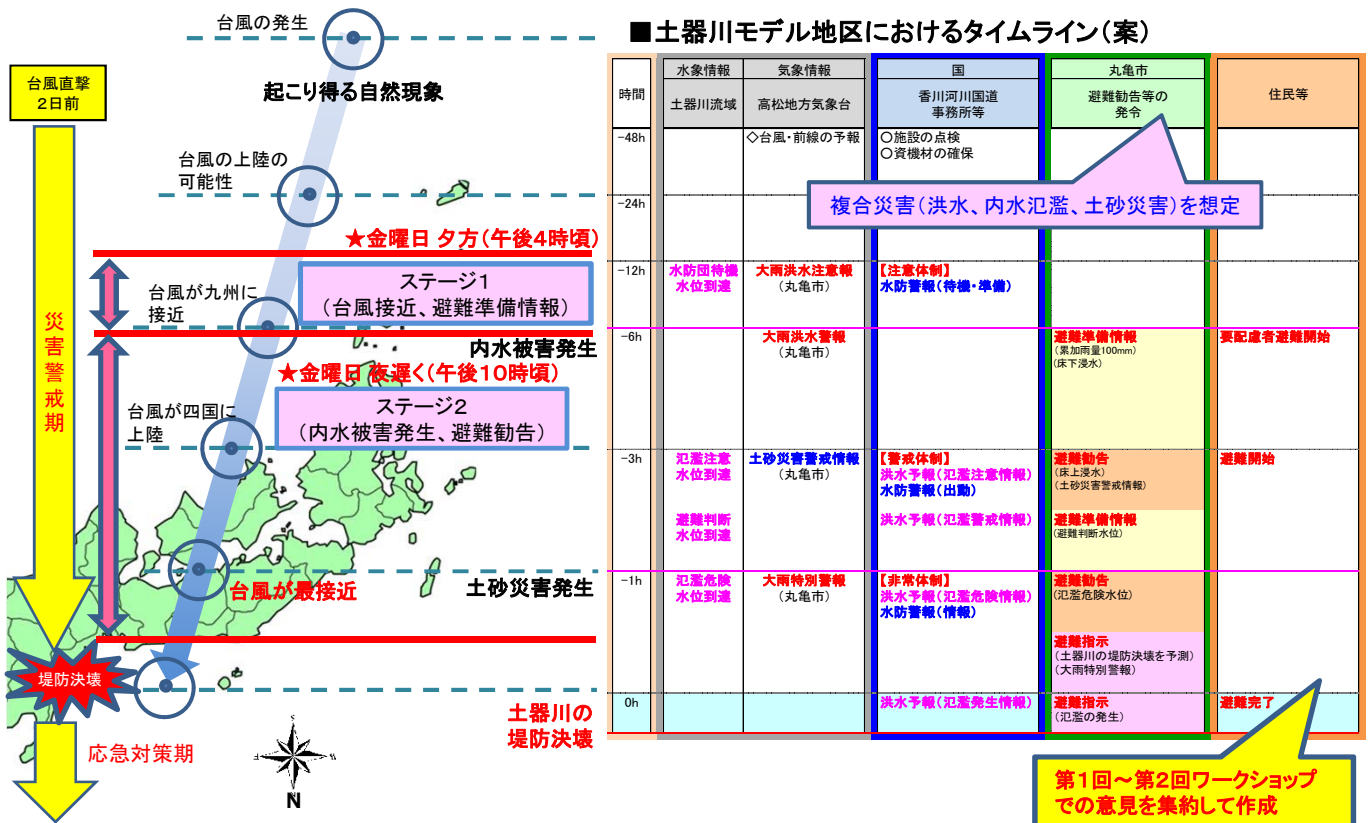 台風の発生
■土器川モデル地区におけるタイムライン(案)
台風直撃
2日前
起こり得る自然現象
台風の上陸の
可能性
★金曜日 夕方(午後4時頃)
ステージ1
(台風接近、避難準備情報)
台風が九州に
接近
内水被害発生
★金曜日 夜遅く(午後10時頃)
ステージ2
(内水被害発生、避難勧告)
台風が四国に
上陸
災害警戒期
台風が最接近
土砂災害発生
堤防決壊
土器川の
堤防決壊
応急対策期
N
時間
水象情報
気象情報
国
丸亀市
住民等
土器川流域
高松地方気象台
香川河川国道
事務所等
避難勧告等の
発令
-48h
◇台風・前線の予報
○施設の点検
○資機材の確保
複合災害(洪水、内水氾濫、土砂災害)を想定
-24h
-12h
水防団待機
水位到達
大雨洪水注意報
(丸亀市)
【注意体制】
水防警報(待機・準備)
-6h
大雨洪水警報
(丸亀市)
避難準備情報
(累加雨量100mm)
(床下浸水)
要配慮者避難開始
-3h
氾濫注意
水位到達
土砂災害警戒情報
(丸亀市)
【警戒体制】
洪水予報(氾濫注意情報)
水防警報(出動)
避難勧告
(床上浸水)
(土砂災害警戒情報)
避難開始
避難判断
水位到達
洪水予報(氾濫警戒情報)
避難準備情報
(避難判断水位)
-1h
氾濫危険
水位到達
大雨特別警報
(丸亀市)
【非常体制】
洪水予報(氾濫危険情報)
水防警報(情報)
避難勧告
(氾濫危険水位)
避難指示
(土器川の堤防決壊を予測)
(大雨特別警報)
0h
洪水予報(氾濫発生情報)
避難指示
(氾濫の発生)
避難完了
第1回~第2回ワークショップ
での意見を集約して作成